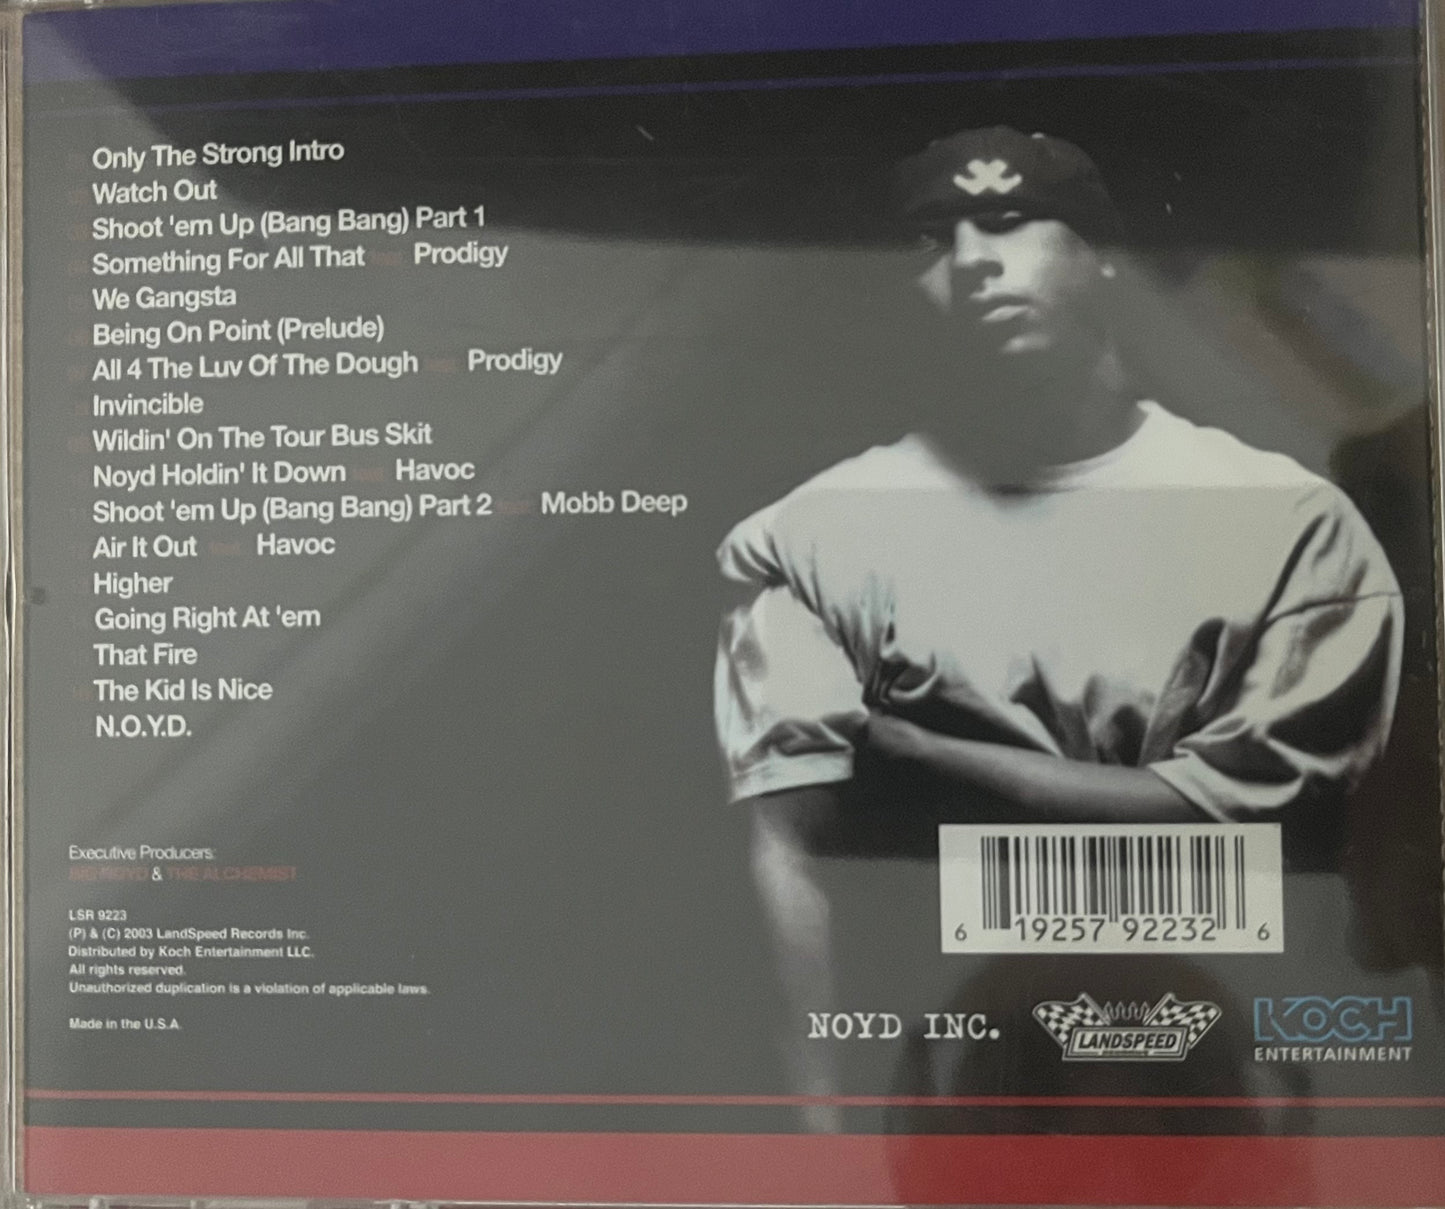 Only The Strong Intro
Watch Out
Shoot 'em Up (Bang Bang) Part 1
Something For All That Prodigy
We Gangsta
Being On Point (Prelude)
All 4 The Luv Of The Dough Prodigy
Invincible
Wildin' On The Tour Bus Skit
Noyd Holdin' It Down Havoc
Shoot 'em Up (Bang Bang) Part 2 Mobb Deep
Air It Out Havoc
Higher
Going Right At 'em
That Fire
The Kid Is Nice
N.O.Y.D.
Executive Producers:
BIG NOYD & THE ALCHEMIST
LSR 9223
(P) & (C) 2003 LandSpeed Records Inc.
Distributed by Koch Entertainment LLC.
All rights reserved.
Unauthorized duplication is a violation of applicable laws.
Made in the U.S.A.
6 19257 92232 6
NOYD INC.
LANDSPEED
KOCH
ENTERTAINMENT